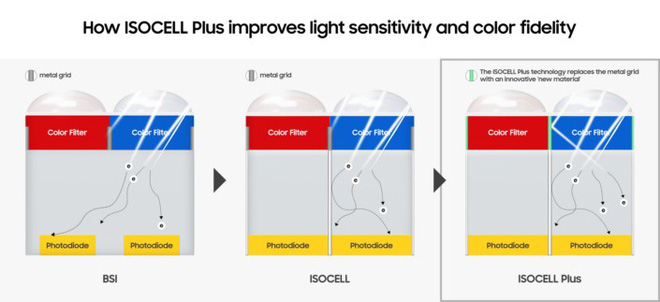 How ISOCELL Plus improves light sensitivity and color fidelity
metal grid
metal grid
The ISOCELL Plus technology replaces the metal grid
with an innovative 'new material'
Color Filter
Color Filter
Color Filter
Color Filter
Color Filter
Color Filter
Photodiode
Photodiode
Photodiode
Photodiode
Photodiode
Photodiode
BSI
ISOCELL
ISOCELL Plus